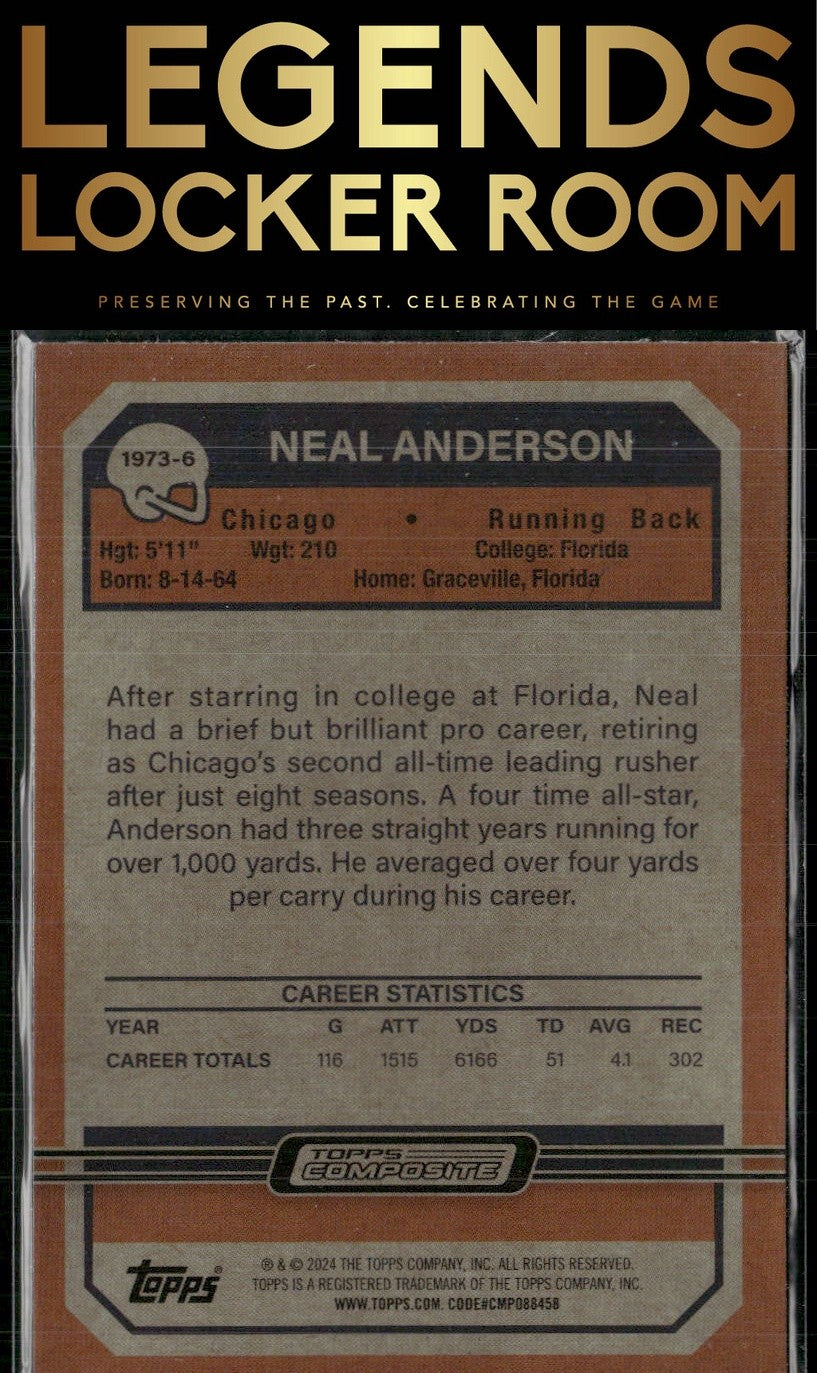 LEGENDS
LOCKER ROOM
PRESERVING THE PAST. CELEBRATING THE GAME
1973-6
NEAL ANDERSON
Chicago • Running Back
Hgt: 5'11" Wgt: 210 College: Florida
Born: 8-14-64 Home: Graceville, Florida
After starring in college at Florida, Neal
had a brief but brilliant pro career, retiring
as Chicago's second all-time leading rusher
after just eight seasons. A four time all-star,
Anderson had three straight years running for
over 1,000 yards. He averaged over four yards
per carry during his career.
CAREER STATISTICS
YEAR G ATT YDS TD AVG REC
CAREER TOTALS 116 1515 6166 51 4.1 302
TOPPS
COMPOSITE
Topps®
® & © 2024 THE TOPPS COMPANY, INC. ALL RIGHTS RESERVED.
TOPPS IS A REGISTERED TRADEMARK OF THE TOPPS COMPANY, INC.
WWW.TOPPS.COM. CODE#CMP088458